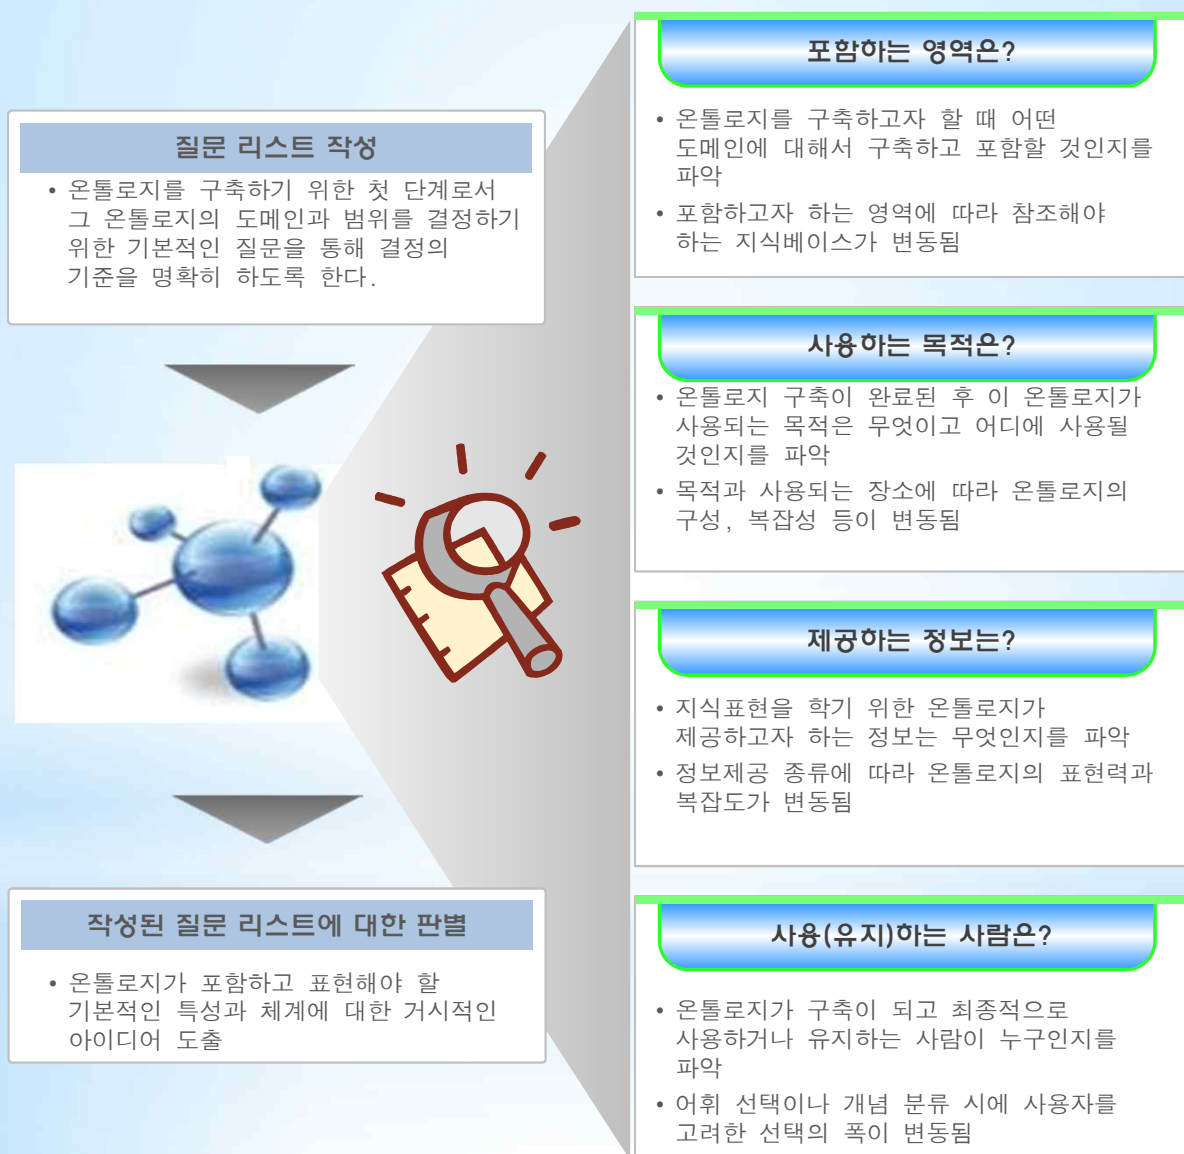 질문 리스트 작성
• 온톨로지를 구축하기 위한 첫 단계로서
그 온톨로지의 도메인과 범위를 결정하기
위한 기본적인 질문을 통해 결정의
기준을 명확히 하도록 한다.
작성된 질문 리스트에 대한 판별
• 온톨로지가 포함하고 표현해야 할
기본적인 특성과 체계에 대한 거시적인
아이디어 도출
포함하는 영역은?
• 온톨로지를 구축하고자 할 때 어떤
도메인에 대해서 구축하고 포함할 것인지를
파악
• 포함하고자 하는 영역에 따라 참조해야
하는 지식베이스가 변동됨
사용하는 목적은?
• 온톨로지 구축이 완료된 후 이 온톨로지가
사용되는 목적은 무엇이고 어디에 사용될
것인지를 파악
• 목적과 사용되는 장소에 따라 온톨로지의
구성, 복잡성 등이 변동됨
제공하는 정보는?
• 지식표현을 학기 위한 온톨로지가
제공하고자 하는 정보는 무엇인지를 파악
• 정보제공 종류에 따라 온톨로지의 표현력과
복잡도가 변동됨
사용(유지)하는 사람은?
• 온톨로지가 구축이 되고 최종적으로
사용하거나 유지하는 사람이 누구인지를
파악
• 어휘 선택이나 개념 분류 시에 사용자를
고려한 선택의 폭이 변동됨